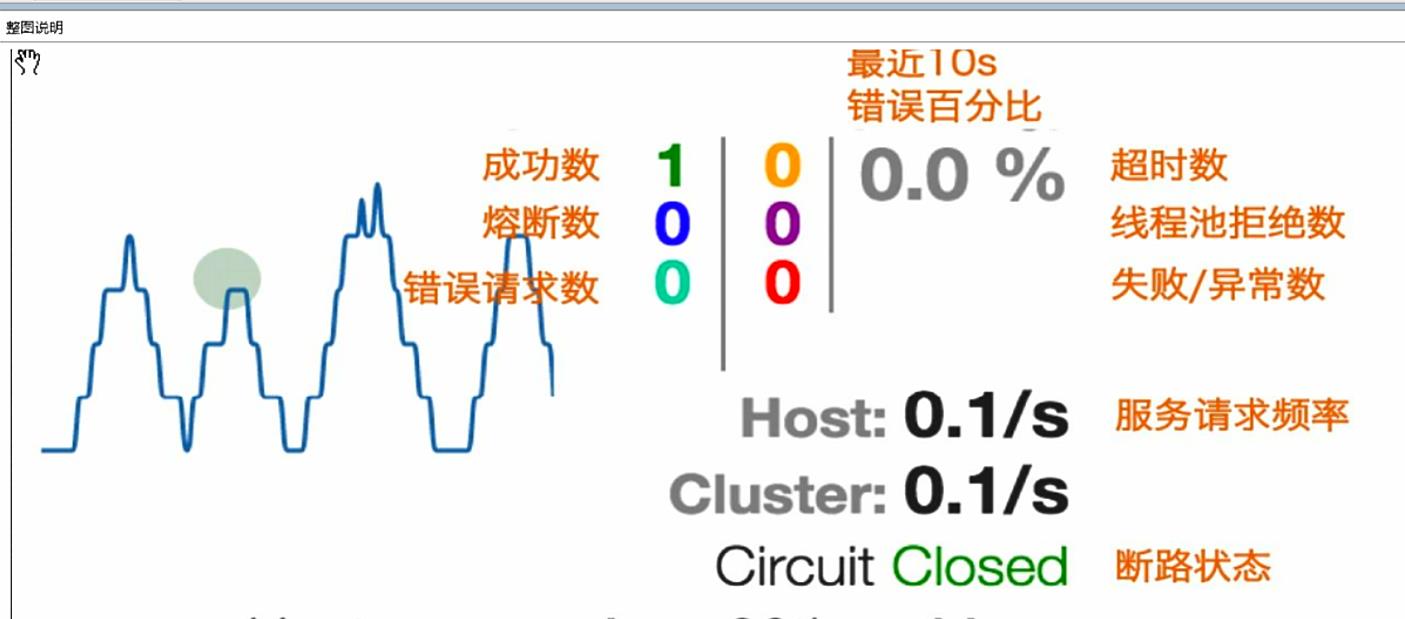 整图说明
最近10s
错误百分比
成功数 1 0 0.0 % 超时数
熔断数 0 0 线程池拒绝数
错误请求数 0 0 失败/异常数
Host: 0.1/s 服务请求频率
Cluster: 0.1/s
Circuit Closed 断路状态